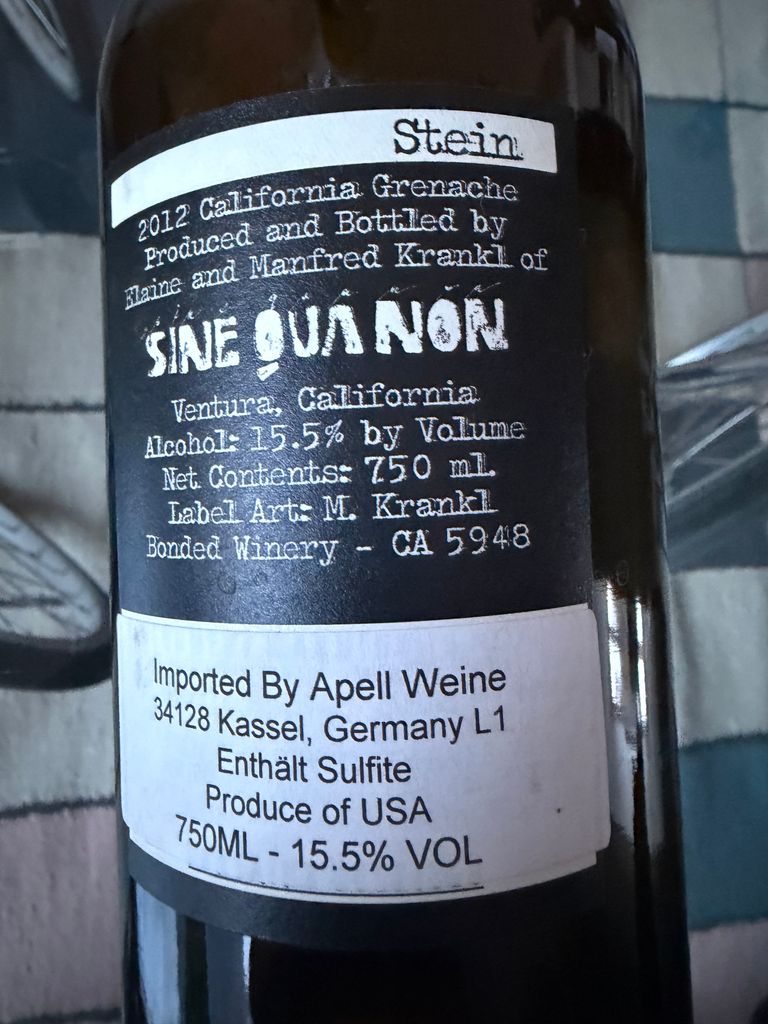 Stein
2012 California Grenache
Produced and Bottled by
Elaine and Manfred Krankl of
SINE QUA NON
Ventura, California
Alcohol: 15.5% by Volume
Net Contents: 750 ml.
Label Art: M. Krankl
Bonded Winery - CA 5948
Imported By Apell Weine
34128 Kassel, Germany L1
Enthält Sulfite
Produce of USA
750ML - 15.5% VOL